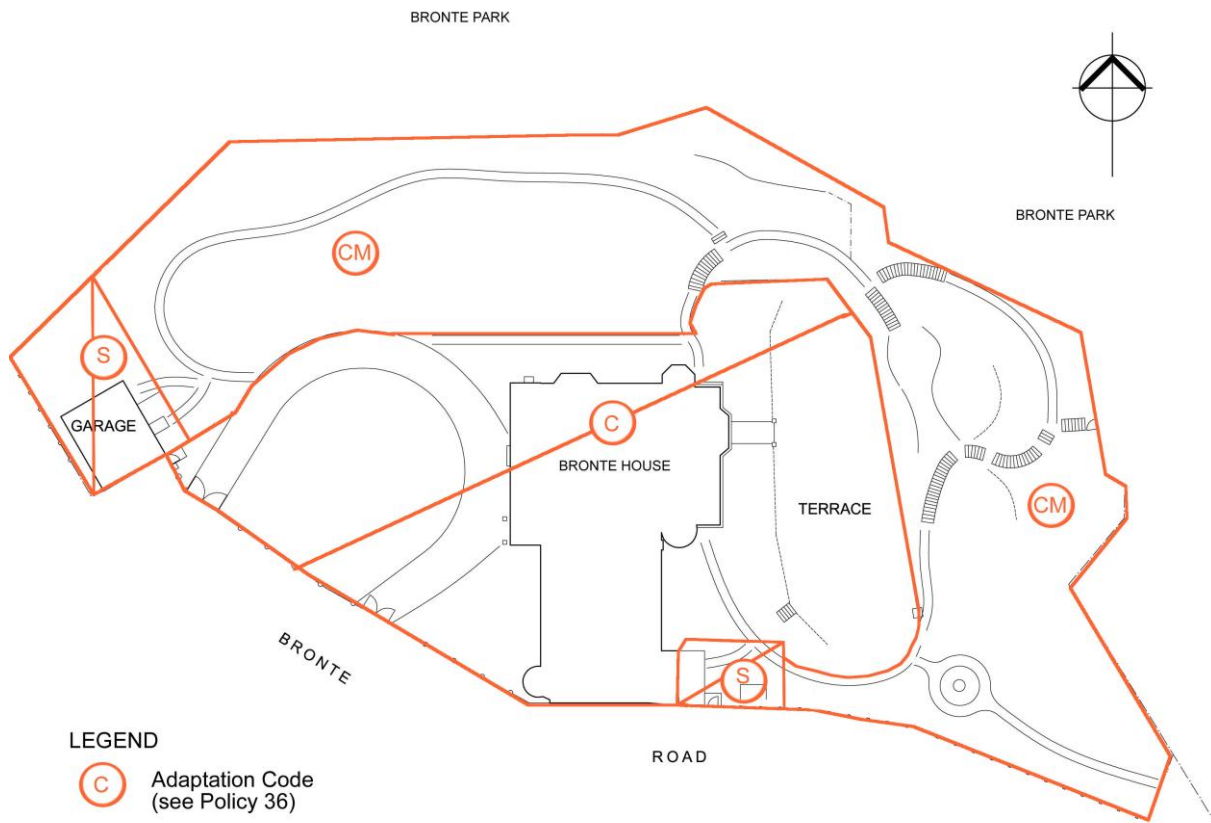 BRONTE PARK
BRONTE PARK
CM
S
GARAGE
C
BRONTE HOUSE
TERRACE
CM
BRONTE
S
ROAD
LEGEND
C Adaptation Code
(see Policy 36)